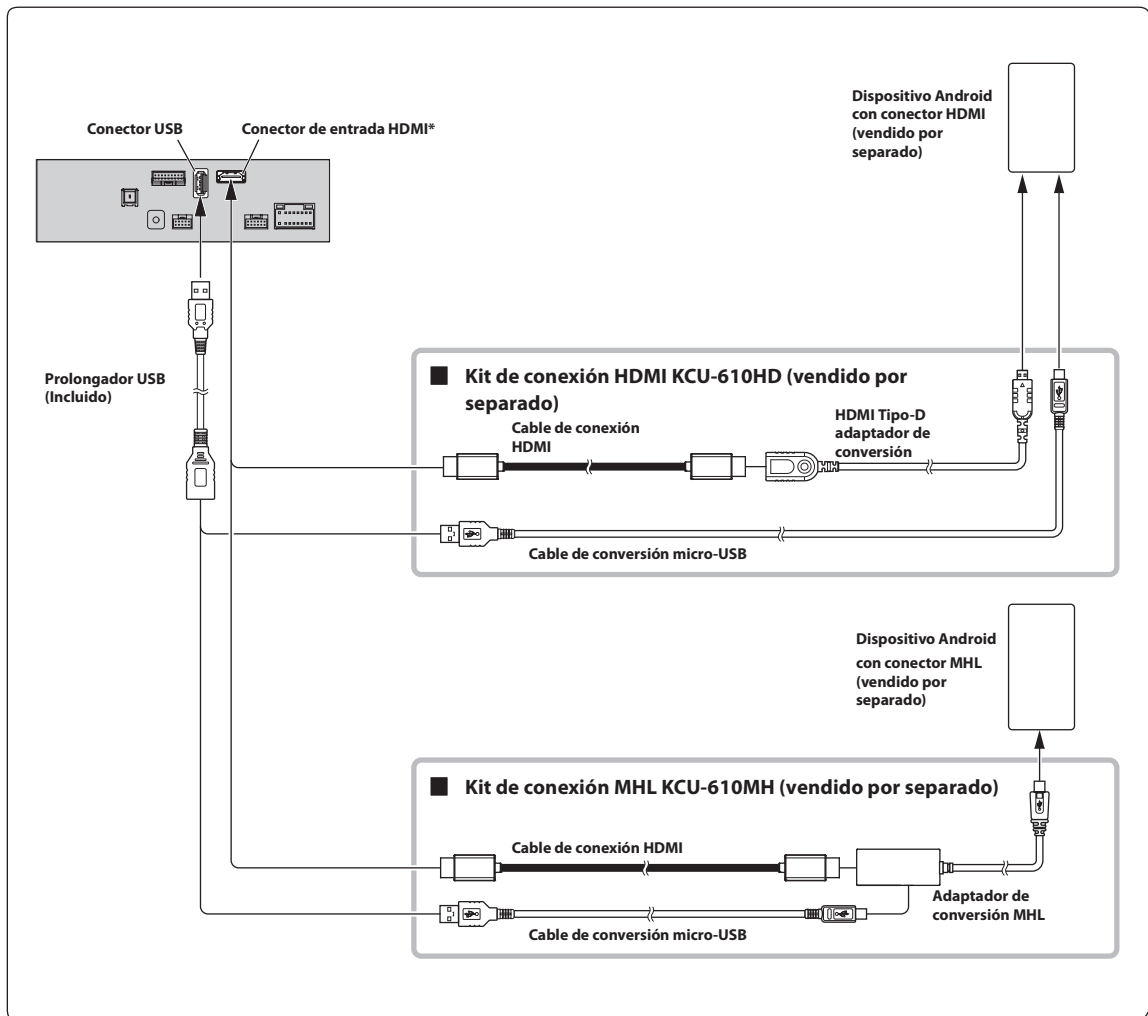 Conector USB
Conector de entrada HDMI*
Dispositivo Android
con conector HDMI
(vendido por
separado)
Prolongador USB
(Incluido)
■ Kit de conexión HDMI KCU-610HD (vendido por
separado)
Cable de conexión
HDMI
HDMI Tipo-D
adaptador de
conversión
Cable de conversión micro-USB
Dispositivo Android
con conector MHL
(vendido por
separado)
■ Kit de conexión MHL KCU-610MH (vendido por separado)
Cable de conexión HDMI
Adaptador de
conversión MHL
Cable de conversión micro-USB